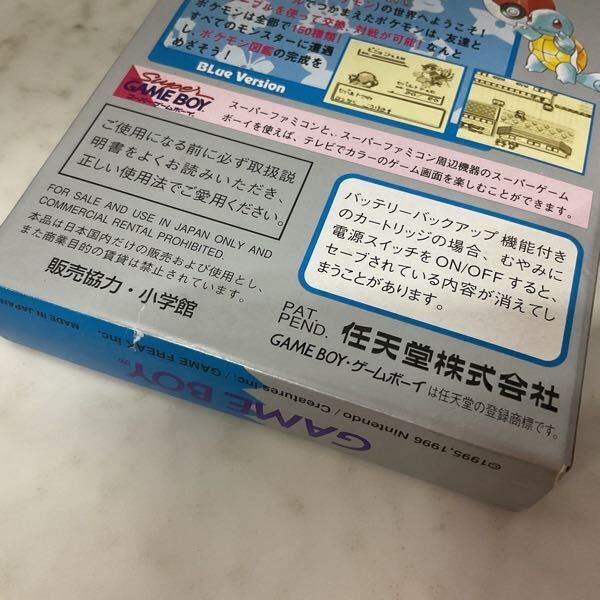 の世界へようこそ!
でつかまえたポケモンは、友達と
ーブルを使って交換、対戦が可能! なんと
ポケモンは全部で150種類!
すべてのモンスターに遭遇
し、ポケモン図鑑の完成を
めざそう!
BLue Version
Super
GAME BOY
スーパーゲームボーイ
スーパーファミコンと、スーパーファミコン周辺機器のスーパーゲーム
ボーイを使えば、テレビでカラーのゲーム画面を楽しむことができます。
ご使用になる前に必ず取扱説
明書をよくお読みいただき、
正しい使用法でご愛用ください。
FOR SALE AND USE IN JAPAN ONLY AND
COMMERCIAL RENTAL PROHIBITED.
本品は日本国内だけの販売および使用とし、
また商業目的の賃貸は禁止されています。
販売協力・小学館
バッテリーバックアップ機能付き
のカートリッジの場合、むやみに
電源スイッチをON/OFFすると、
セーブされている内容が消えてし
まうことがあります。
PAT.
PEND.
任天堂株式会社
GAME BOY・ゲームボーイは任天堂の登録商標です。
GAME BOY
©1995,1996 Nintendo / Creatures inc. / GAME FREAK inc.
MADE IN JAPAN